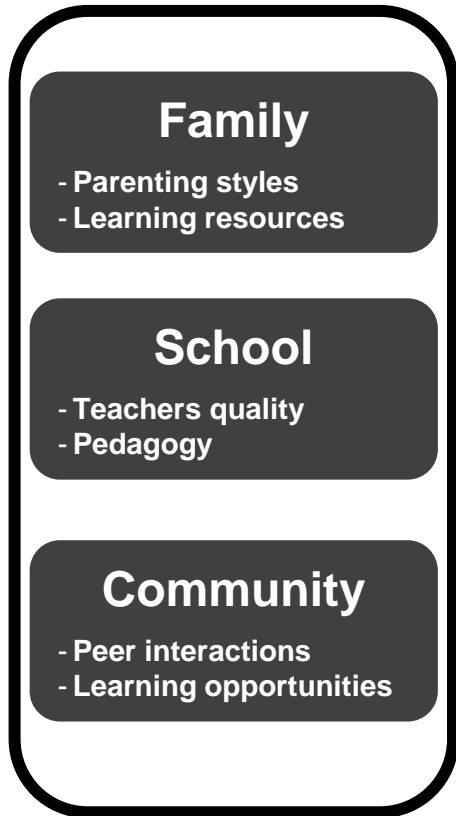 Family
- Parenting styles
- Learning resources
School
- Teachers quality
- Pedagogy
Community
- Peer interactions
- Learning opportunities